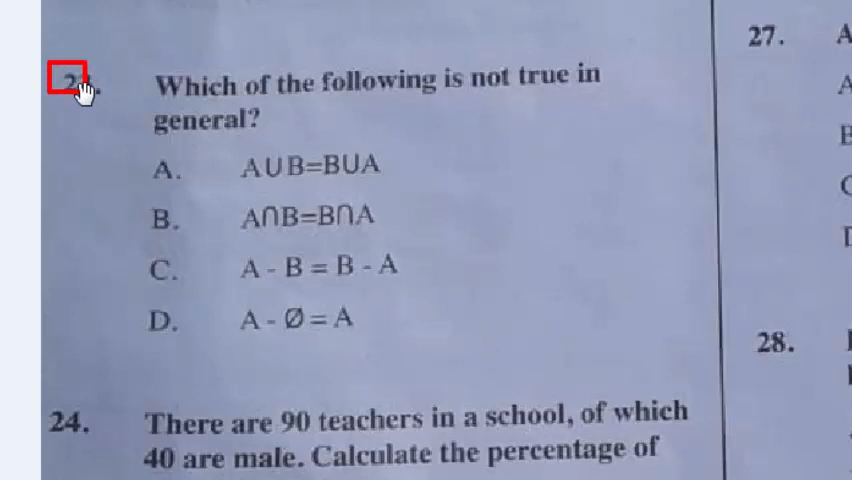 Which of the following is not true in
general?
A. A∪B=B∪A
B. A∩B=B∩A
C. A - B = B - A
D. A - Ø = A
24. There are 90 teachers in a school, of which
40 are male. Calculate the percentage of
27. A
A
B
C
D
28.